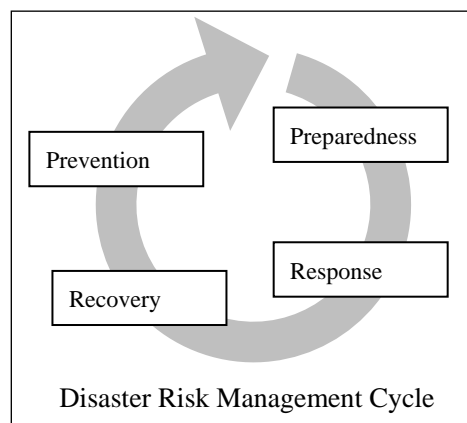 Preparedness
Prevention
Response
Recovery
Disaster Risk Management Cycle